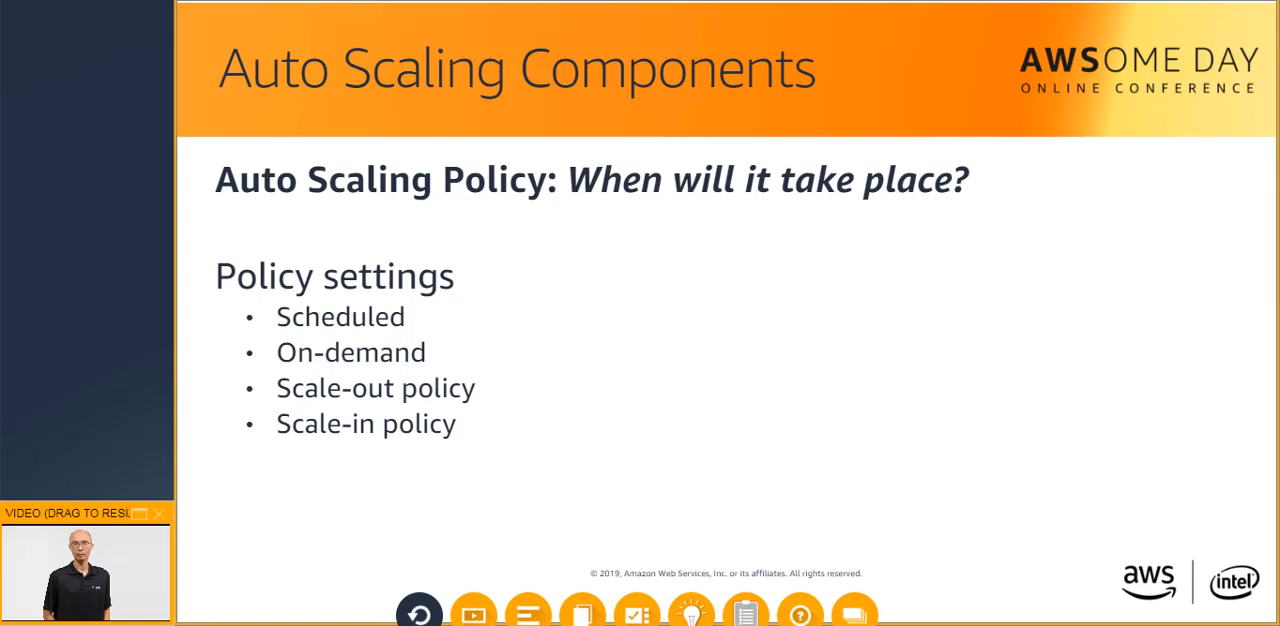 Auto Scaling Components
AWSOME DAY
ONLINE CONFERENCE
Auto Scaling Policy: When will it take place?
Policy settings
• Scheduled
• On-demand
• Scale-out policy
• Scale-in policy
VIDEO (DRAG TO RESI
© 2019, Amazon Web Services, Inc. or its affiliates. All rights reserved.
aws
intel